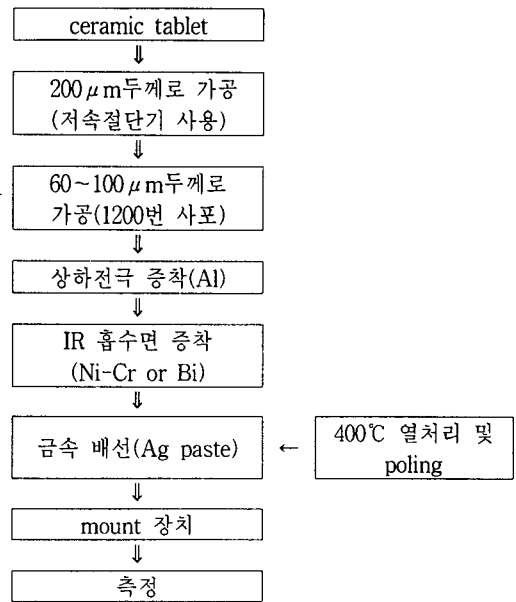 ceramic tablet
⇓
200μm두께로 가공
(저속절단기 사용)
⇓
60~100μm두께로
가공(1200번 사포)
⇓
상하전극 증착(Al)
⇓
IR 흡수면 증착
(Ni-Cr or Bi)
⇓
금속 배선(Ag paste) ← 400℃ 열처리 및
poling
⇓
mount 장치
⇓
측정